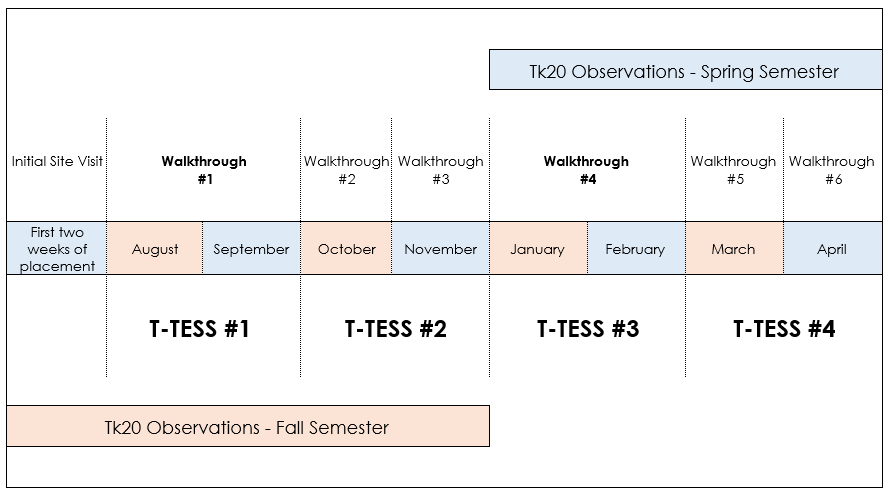 Tk20 Observations - Spring Semester
Initial Site Visit
Walkthrough
#1
Walkthrough
#2
Walkthrough
#3
Walkthrough
#4
Walkthrough
#5
Walkthrough
#6
First two
weeks of
placement
August
September
October
November
January
February
March
April
T-TESS #1
T-TESS #2
T-TESS #3
T-TESS #4
Tk20 Observations - Fall Semester